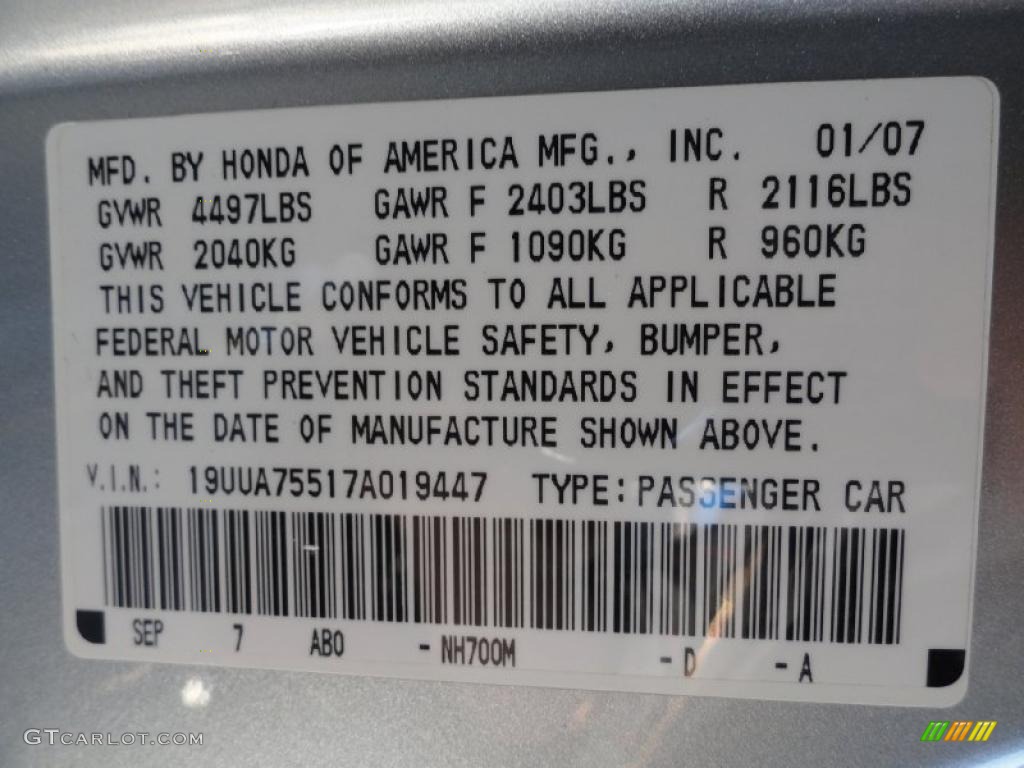 MFD. BY HONDA OF AMERICA MFG., INC. 01/07
GVWR 4497LBS GAWR F 2403LBS R 2116LBS
GVWR 2040KG GAWR F 1090KG R 960KG
THIS VEHICLE CONFORMS TO ALL APPLICABLE
FEDERAL MOTOR VEHICLE SAFETY, BUMPER,
AND THEFT PREVENTION STANDARDS IN EFFECT
ON THE DATE OF MANUFACTURE SHOWN ABOVE.
V.I.N.: 19UUA75517A019447 TYPE: PASSENGER CAR
SEP 7 AB0 - NH700M - D - A
GTCARLOT.COM